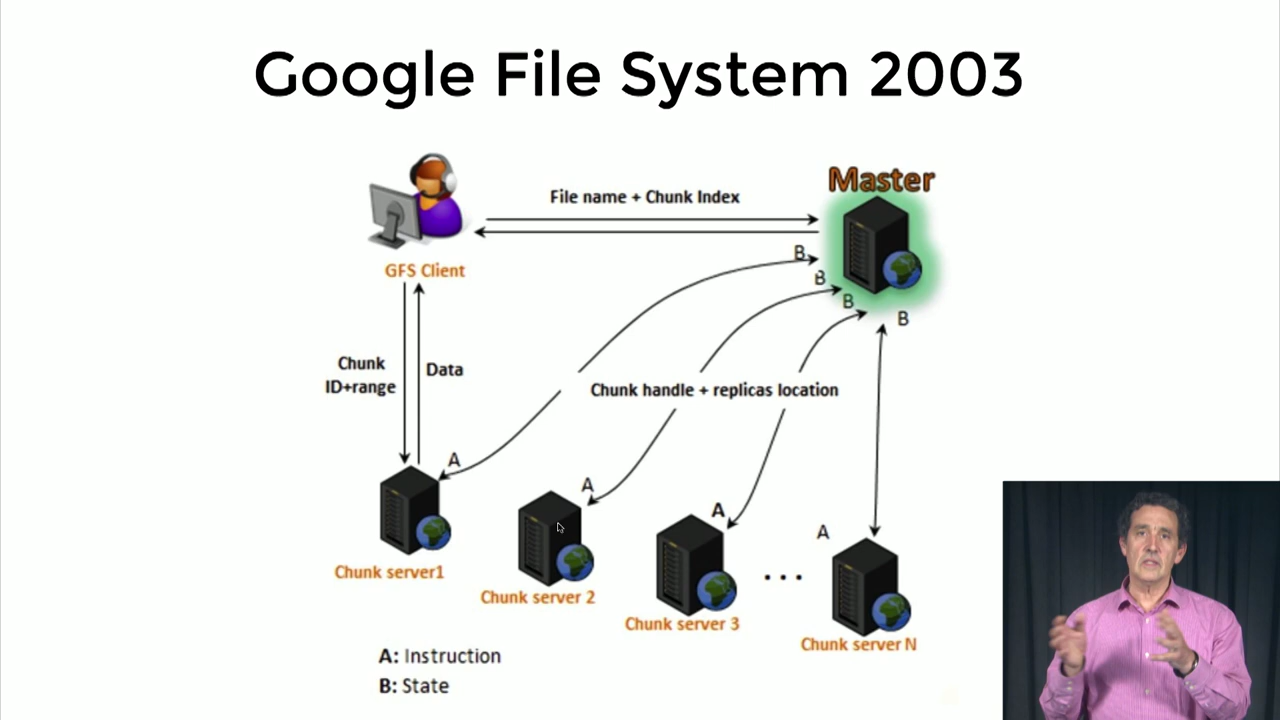 Google File System 2003
Master
File name + Chunk Index
GFS Client
B
B
B
B
Chunk
ID+range
Data
Chunk handle + replicas location
A
A
A
A
Chunk server1
Chunk server 2
Chunk server 3
...
Chunk server N
A: Instruction
B: State